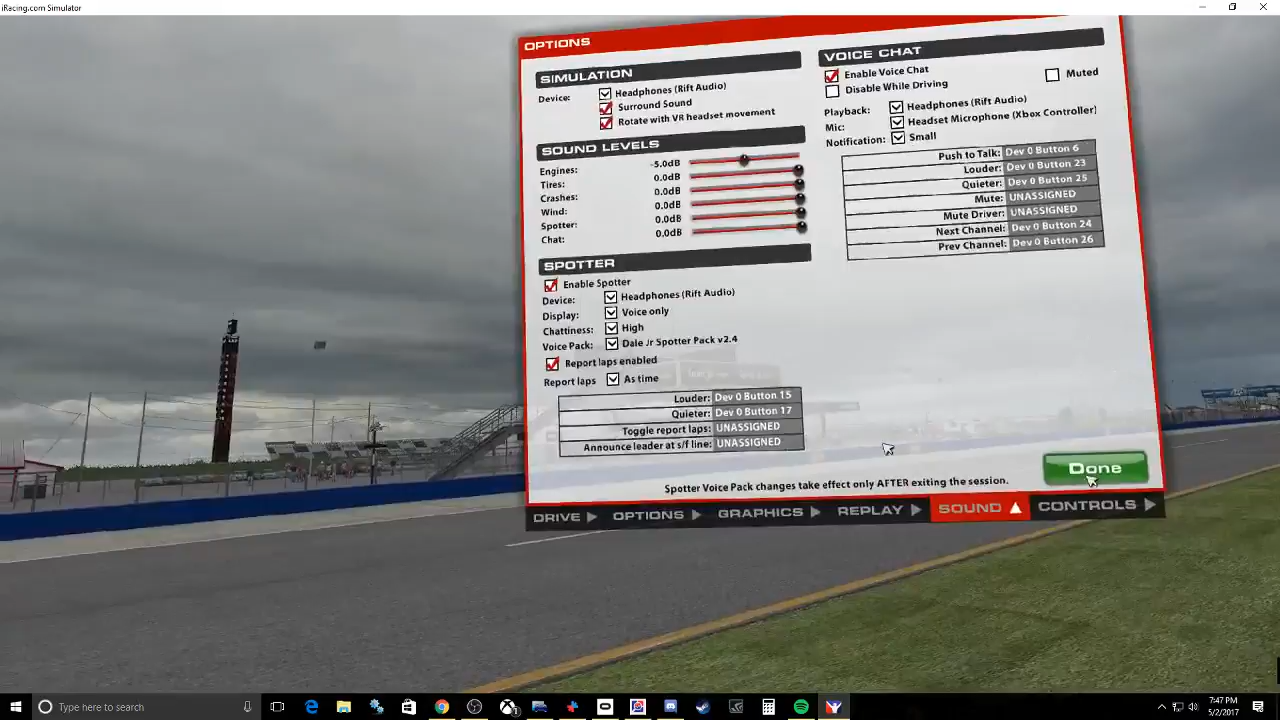 iRacing.com Simulator
OPTIONS
SIMULATION
Device: Headphones (Rift Audio)
Surround Sound
Rotate with VR headset movement
SOUND LEVELS
Engines: -5.0dB
Tires: 0.0dB
Crashes: 0.0dB
Wind: 0.0dB
Spotter: 0.0dB
Chat: 0.0dB
SPOTTER
Enable Spotter
Device: Headphones (Rift Audio)
Display: Voice only
Chattiness: High
Voice Pack: Dale Jr Spotter Pack v2.4
Report laps enabled
Report laps As time
Louder: Dev 0 Button 15
Quieter: Dev 0 Button 17
Toggle report laps: UNASSIGNED
Announce leader at s/f line: UNASSIGNED
VOICE CHAT
Enable Voice Chat Muted
Disable While Driving
Playback: Headphones (Rift Audio)
Mic: Headset Microphone (Xbox Controller)
Notification: Small
Push to Talk: Dev 0 Button 6
Louder: Dev 0 Button 23
Quieter: Dev 0 Button 25
Mute: UNASSIGNED
Mute Driver: UNASSIGNED
Next Channel: Dev 0 Button 24
Prev Channel: Dev 0 Button 26
Done
Spotter Voice Pack changes take effect only AFTER exiting the session.
DRIVE OPTIONS GRAPHICS REPLAY SOUND CONTROLS
Type here to search
7:47 PM
5/2/2017